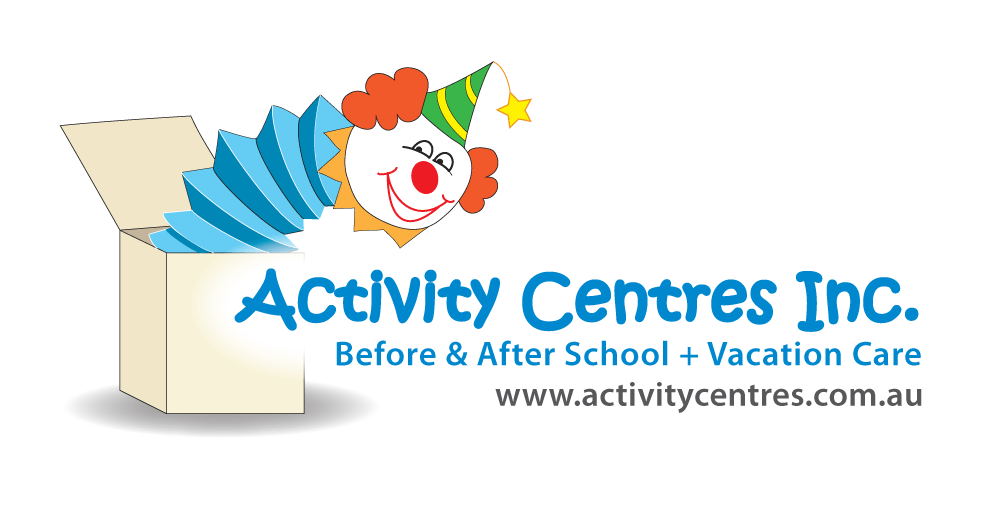 Activity Centres Inc.
Before & After School + Vacation Care
www.activitycentres.com.au